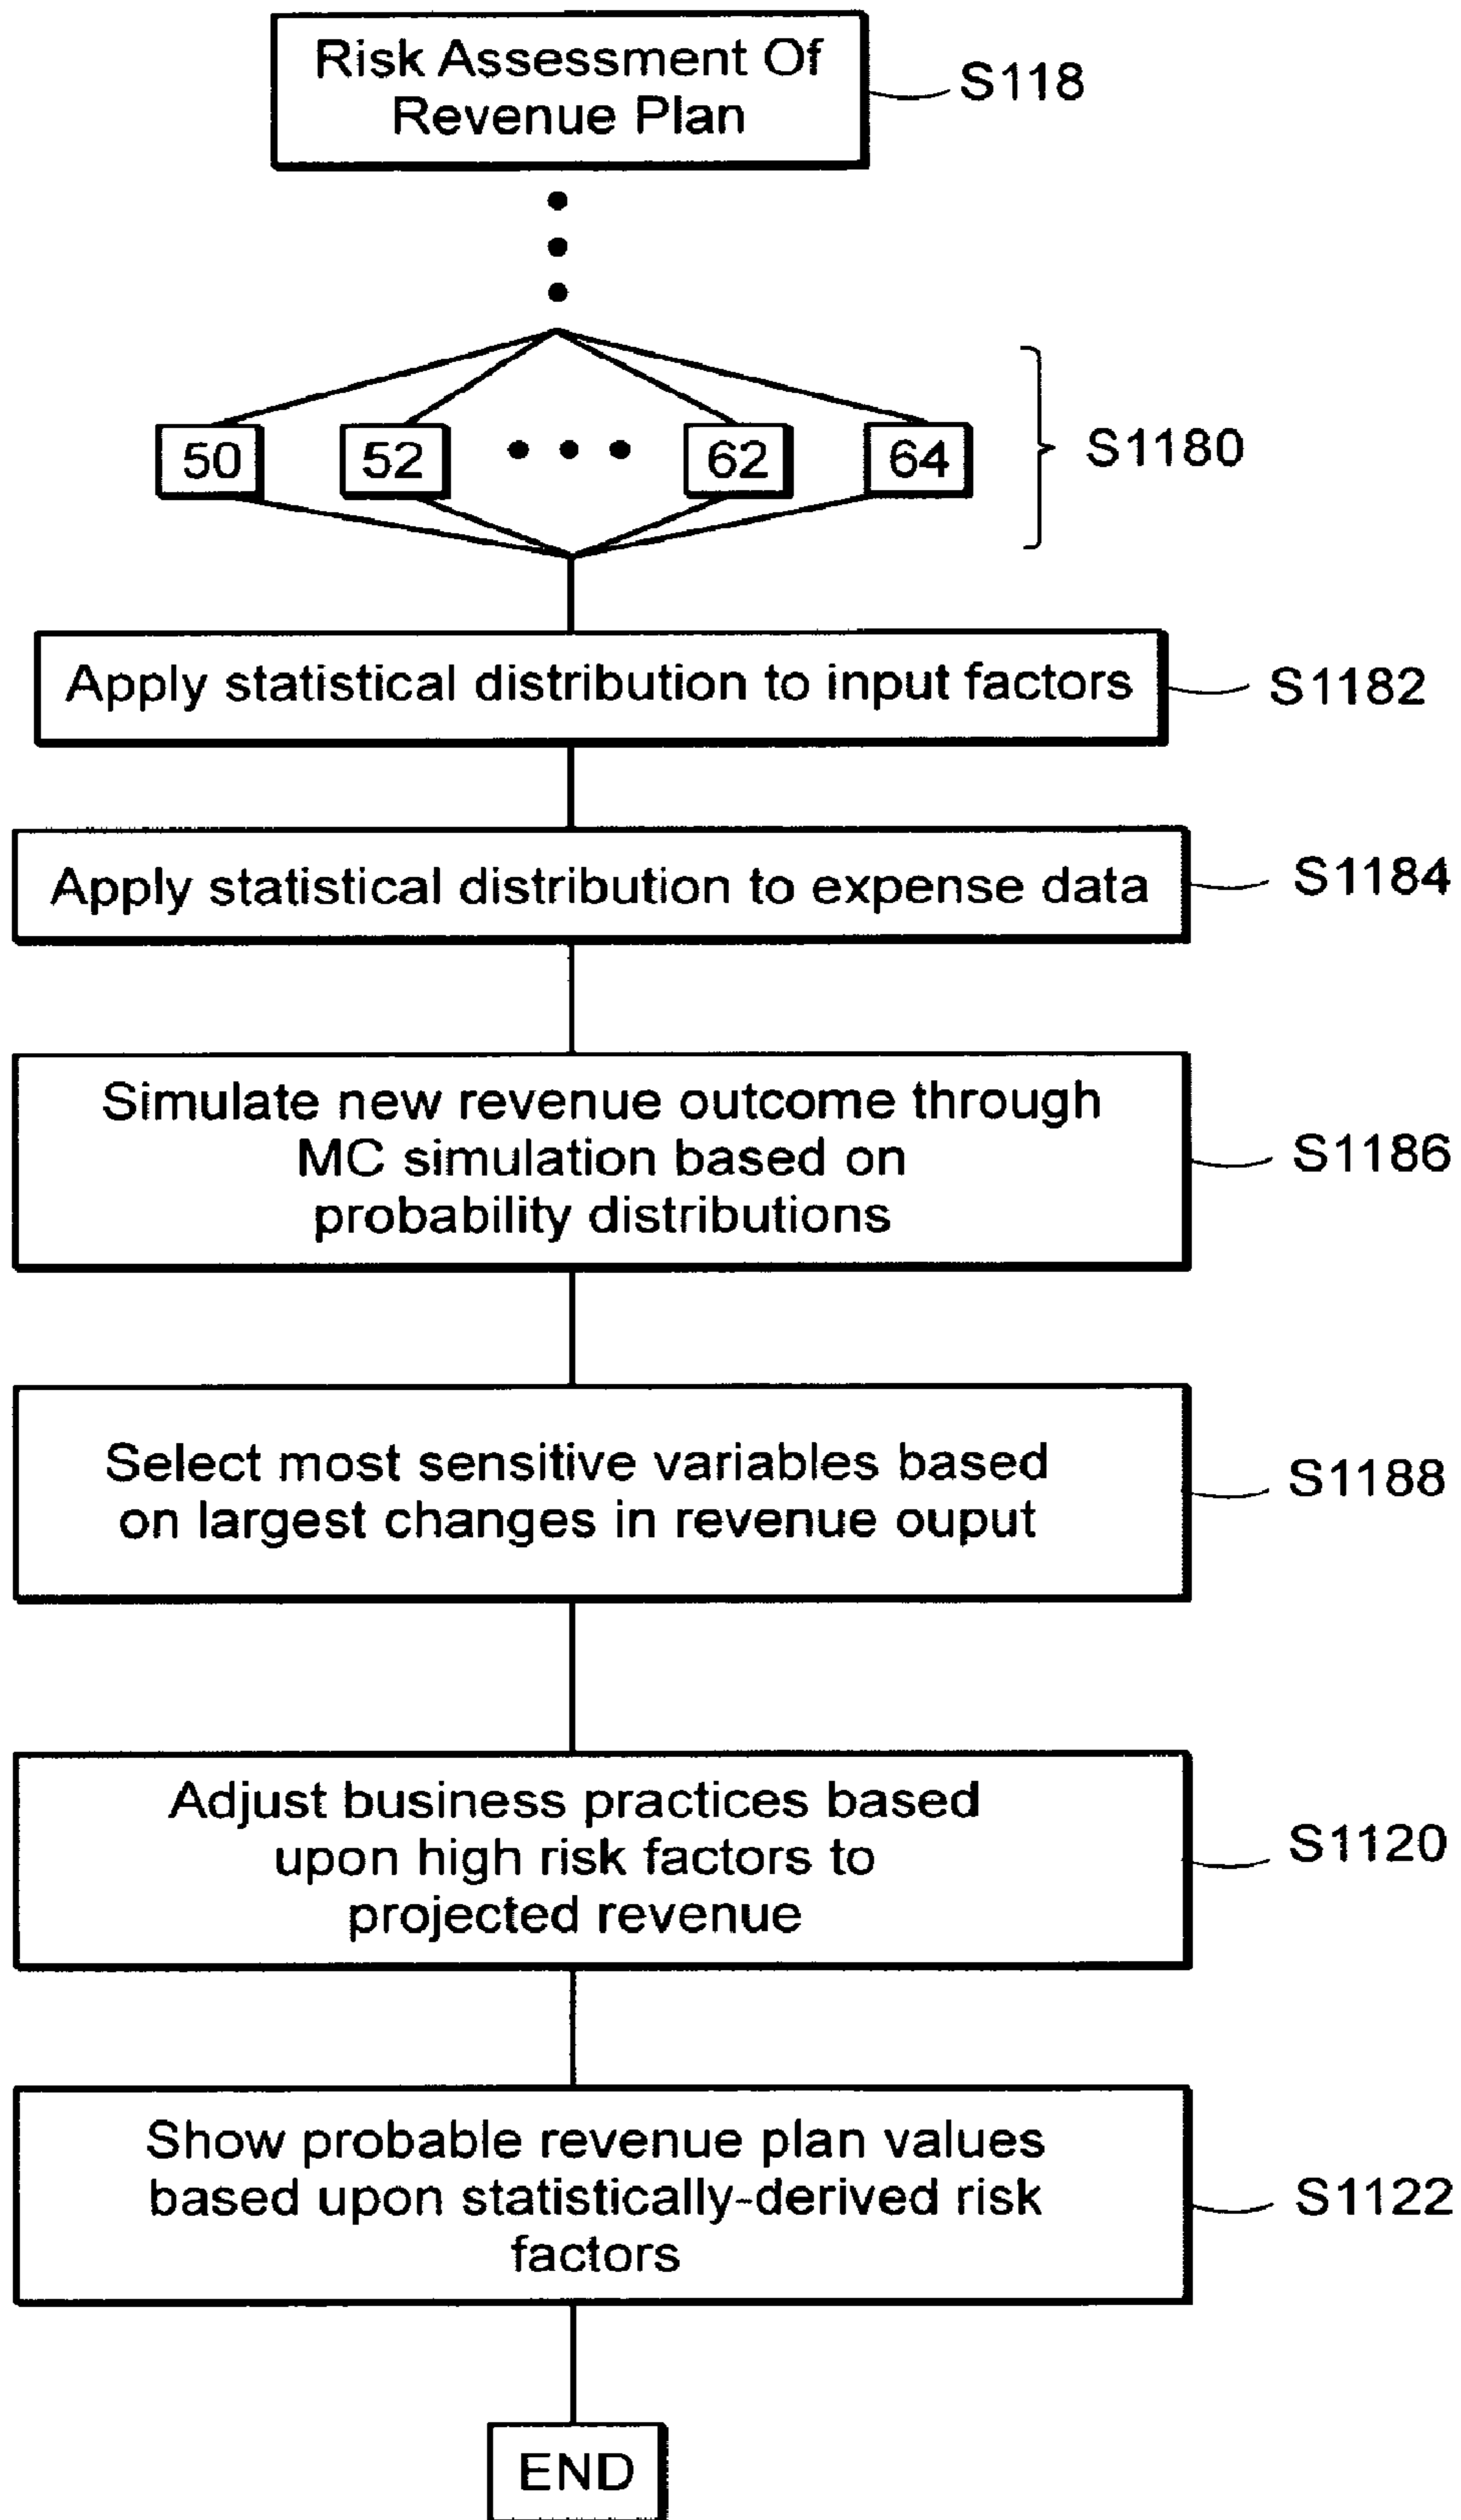 Risk Assessment Of
Revenue Plan
S118
50 52 62 64
S1180
Apply statistical distribution to input factors
S1182
Apply statistical distribution to expense data
S1184
Simulate new revenue outcome through
MC simulation based on
probability distributions
S1186
Select most sensitive variables based
on largest changes in revenue ouput
S1188
Adjust business practices based
upon high risk factors to
projected revenue
S1120
Show probable revenue plan values
based upon statistically-derived risk
factors
S1122
END